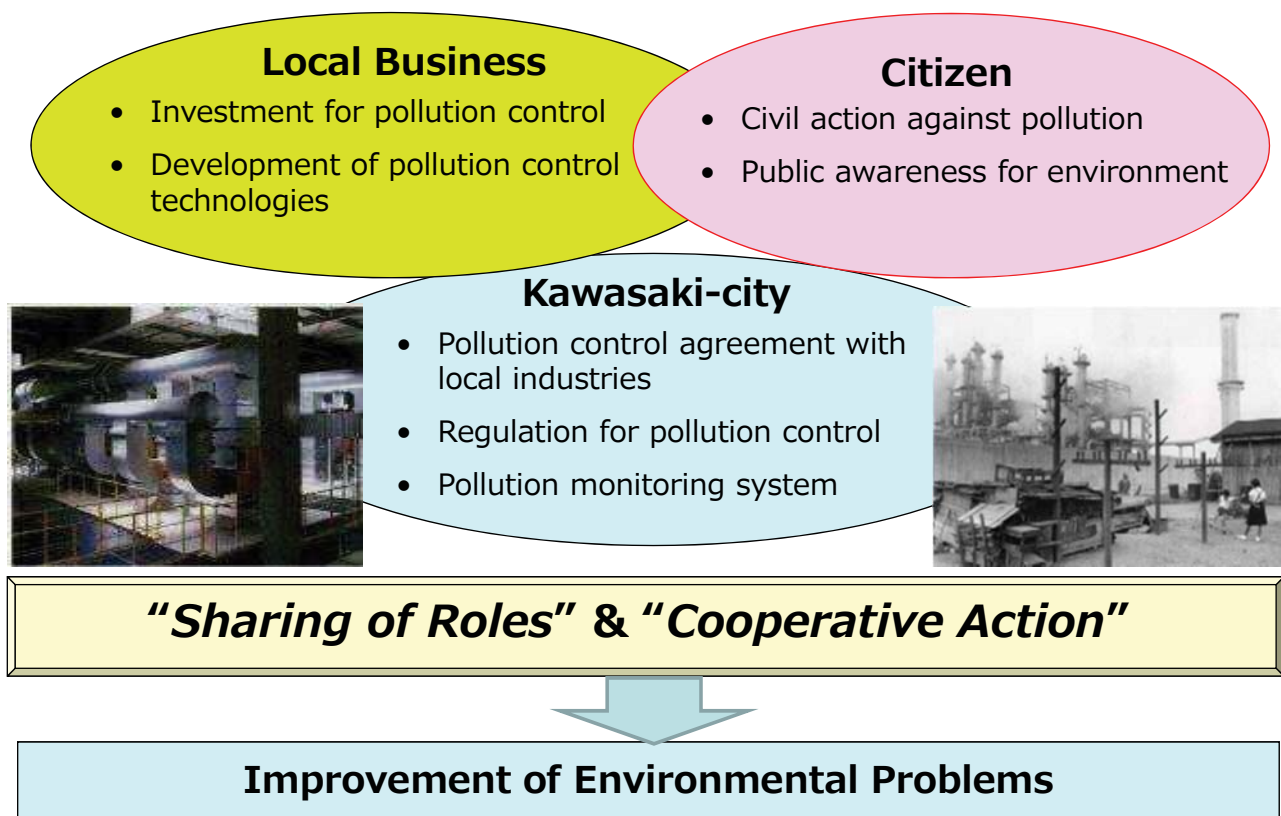 Local Business
• Investment for pollution control
• Development of pollution control
technologies
Citizen
• Civil action against pollution
• Public awareness for environment
Kawasaki-city
• Pollution control agreement with
local industries
• Regulation for pollution control
• Pollution monitoring system
“Sharing of Roles” & “Cooperative Action”
Improvement of Environmental Problems